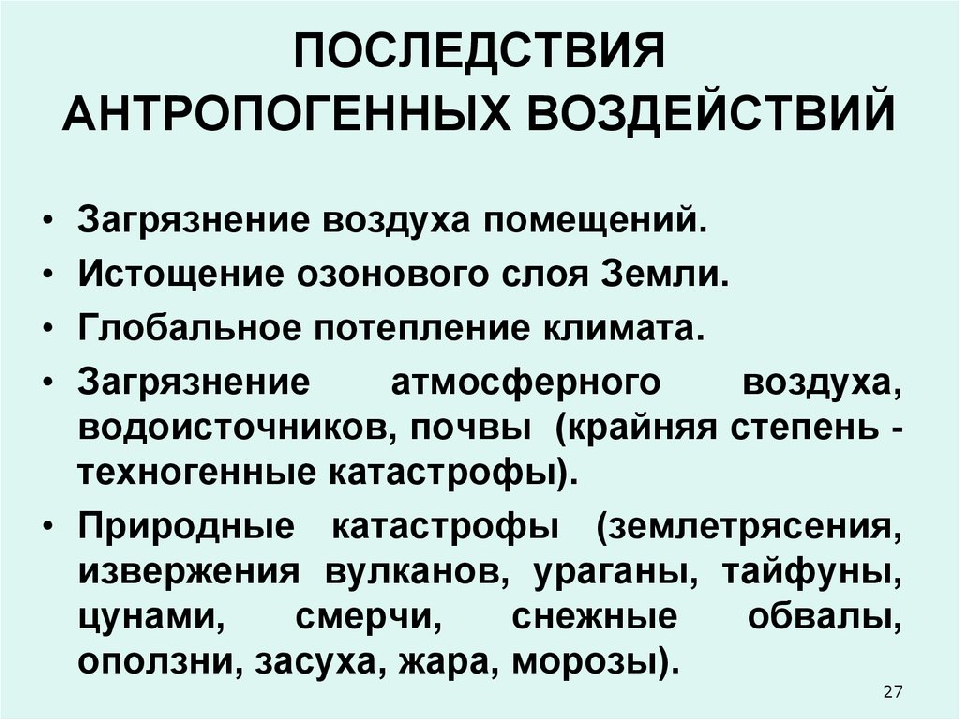 ПОСЛЕДСТВИЯ
АНТРОПОГЕННЫХ ВОЗДЕЙСТВИЙ
• Загрязнение воздуха помещений.
• Истощение озонового слоя Земли.
• Глобальное потепление климата.
• Загрязнение атмосферного воздуха,
водоисточников, почвы (крайняя степень -
техногенные катастрофы).
• Природные катастрофы (землетрясения,
извержения вулканов, ураганы, тайфуны,
цунами, смерчи, снежные обвалы,
оползни, засуха, жара, морозы).
27